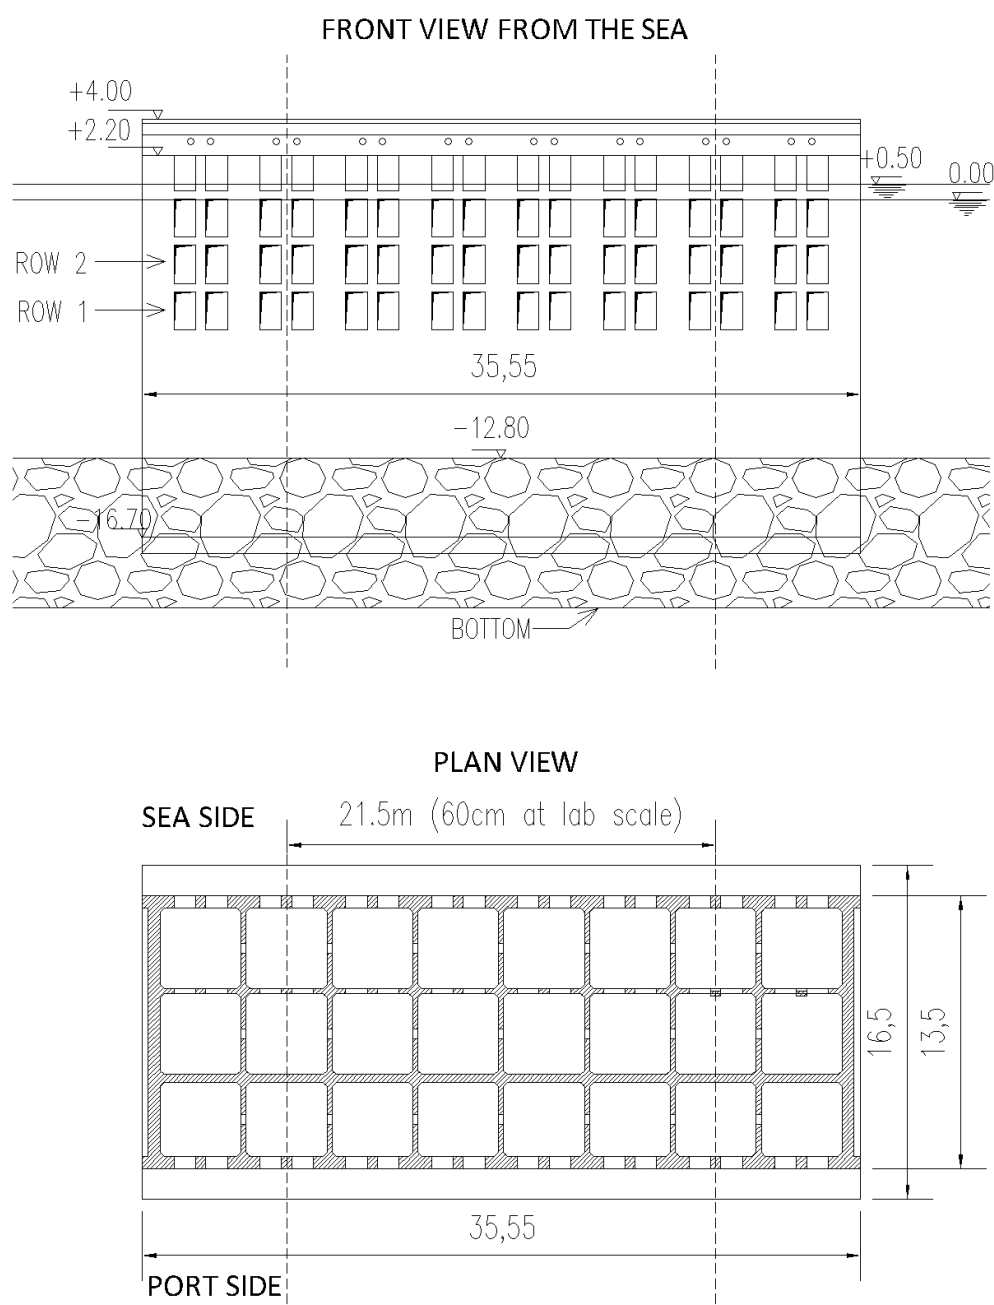 FRONT VIEW FROM THE SEA
+4.00
+2.20
+0.50
0.00
ROW 2
ROW 1
35,55
-12.80
-16.70
BOTTOM
PLAN VIEW
SEA SIDE
21.5m (60cm at lab scale)
16,5
13,5
35,55
PORT SIDE